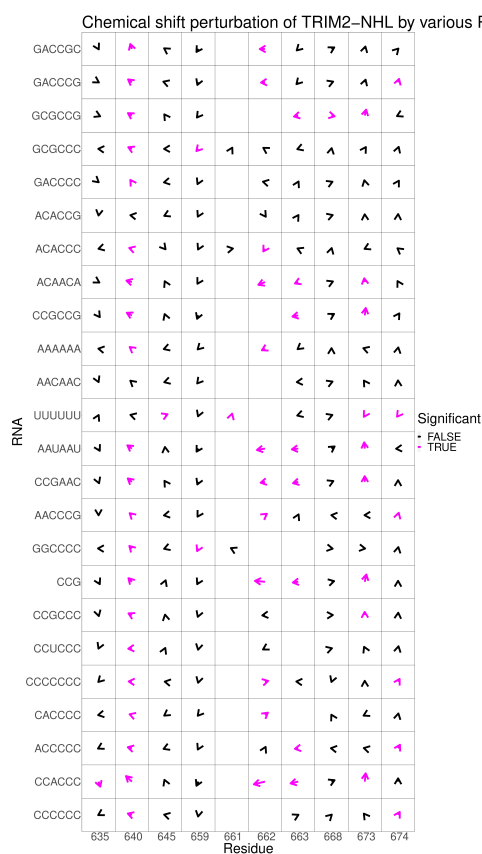 Chemical shift perturbation of TRIM2−NHL by various
GACCGC
GACCCG
GCGCCG
GCGCCC
GACCCC
ACACCG
ACACCC
ACAACA
CCGCCG
AAAAAA
AACAAC
UUUUUU
AAUAAU
CCGAAC
AACCCG
GGCCCC
CCG
CCGCCC
CCUCCC
CCCCCCC
CACCCC
ACCCCC
CCACCC
CCCCCC
RNA
635 640 645 659 661 662 663 668 673 674
Residue
Significant
FALSE
TRUE